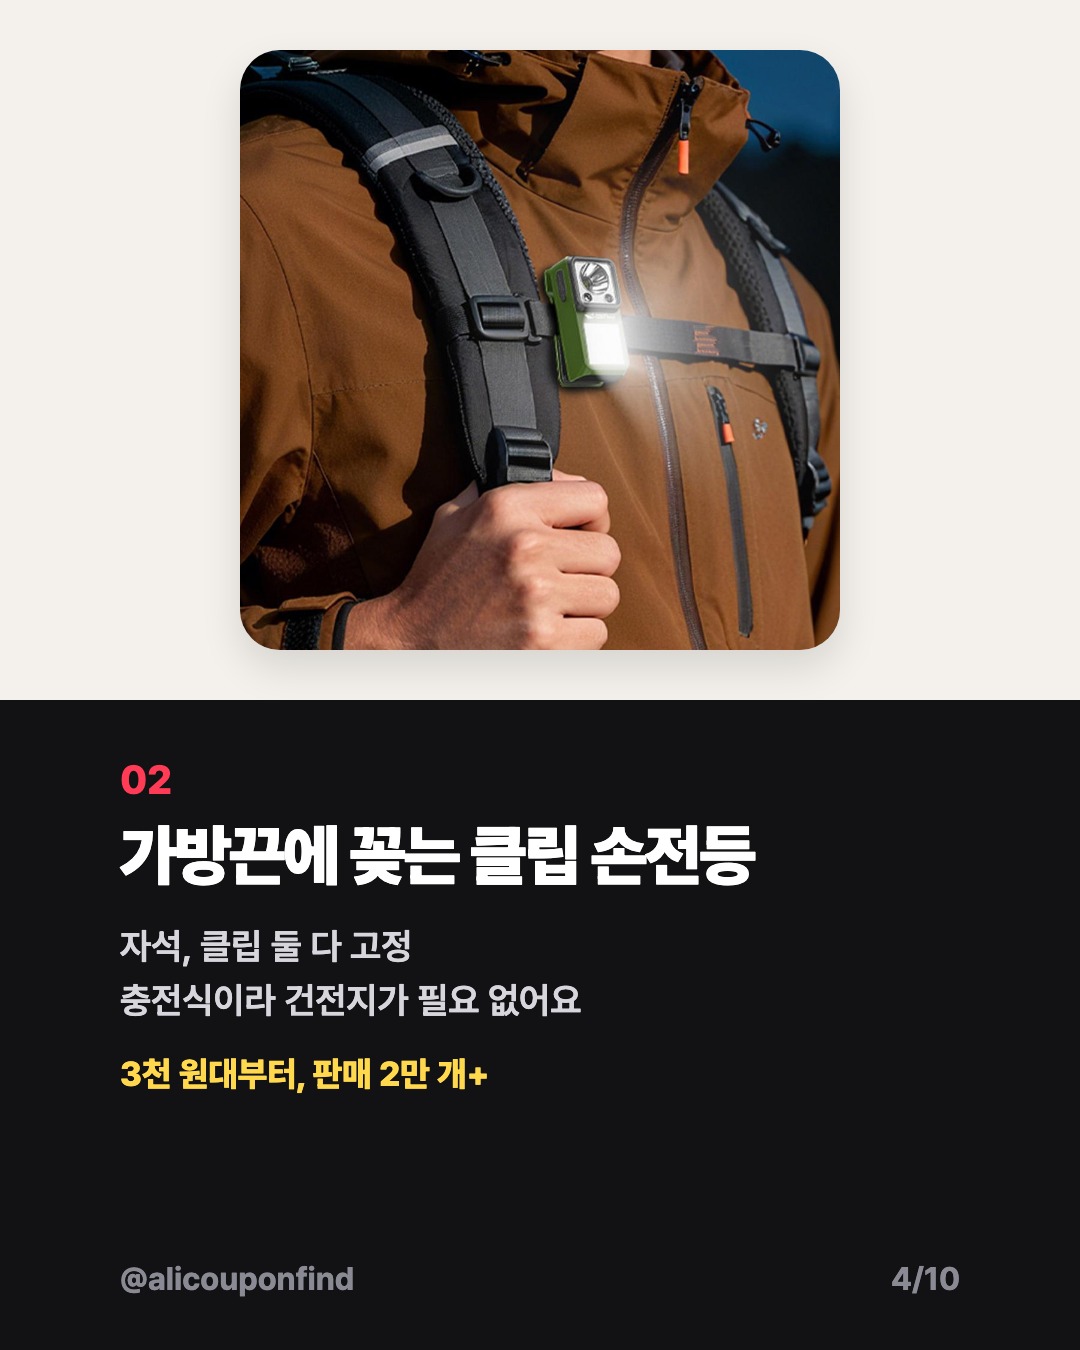 02
가방끈에 꽂는 클립 손전등
자석, 클립 둘 다 고정
충전식이라 건전지가 필요 없어요
3천 원대부터, 판매 2만 개+
@alicouponfind
4/10